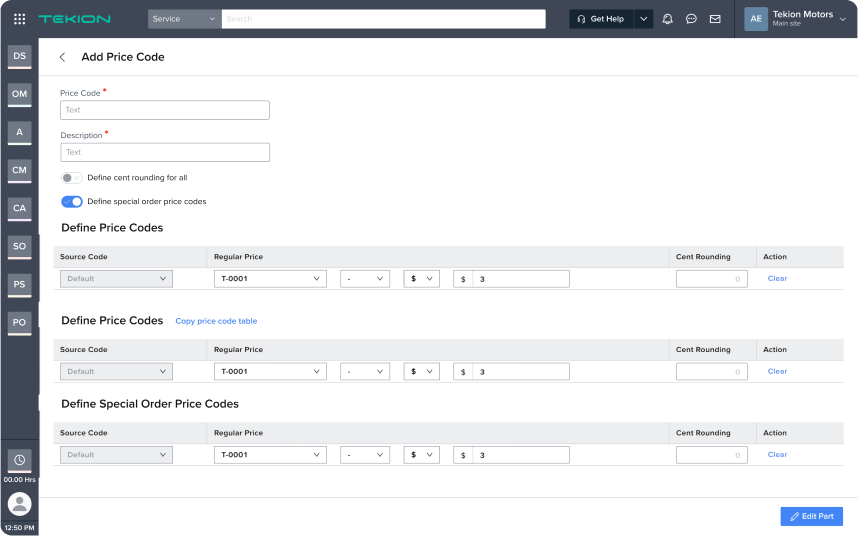 TEKION
Service
Search
Get Help
AE
Tekion Motors
Main site
DS
OM
A
CM
CA
SO
PS
PO
00.00 Hrs
12:50 PM
Add Price Code
Price Code *
Text
Description *
Text
Define cent rounding for all
Define special order price codes
Define Price Codes
Source Code Regular Price Cent Rounding Action
Default T-0001 - $ $ 3 0 Clear
Define Price Codes Copy price code table
Source Code Regular Price Cent Rounding Action
Default T-0001 - $ $ 3 0 Clear
Define Special Order Price Codes
Source Code Regular Price Cent Rounding Action
Default T-0001 - $ $ 3 0 Clear
Edit Part